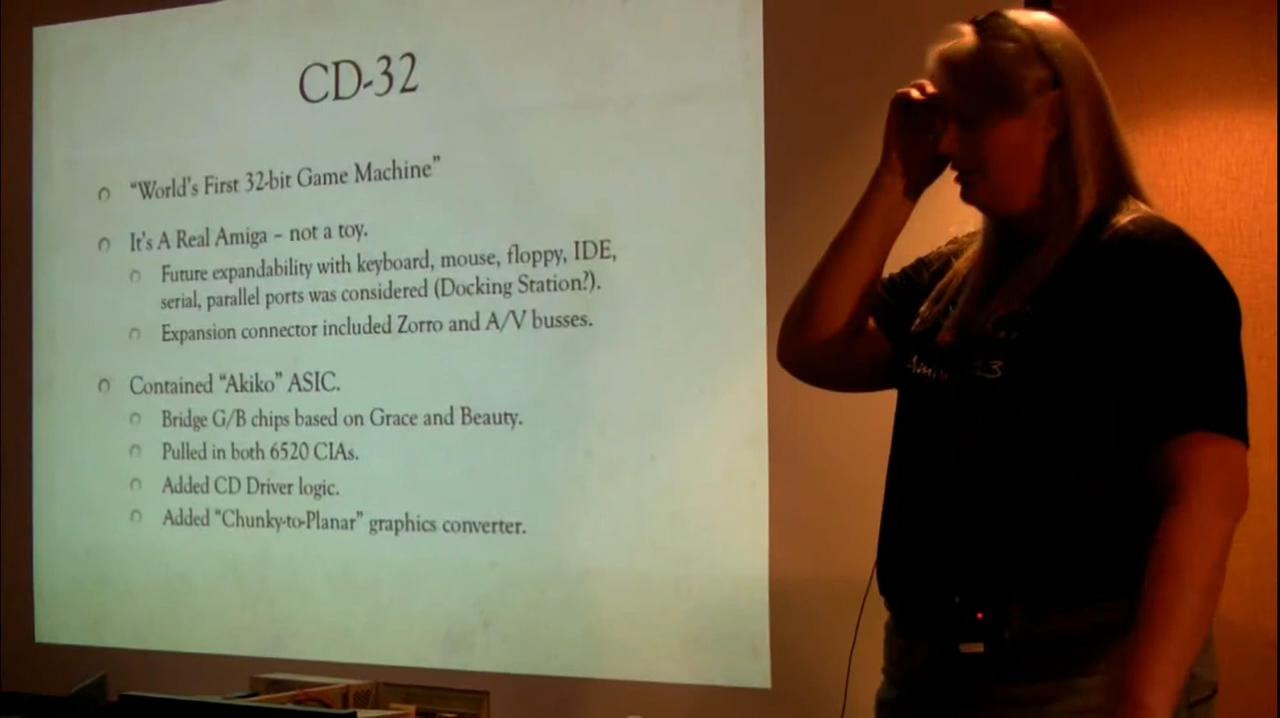 CD-32
"World's First 32-bit Game Machine"
It's A Real Amiga – not a toy.
Future expandability with keyboard, mouse, floppy, IDE,
serial, parallel ports was considered (Docking Station?).
Expansion connector included Zorro and A/V busses.
Contained "Akiko" ASIC.
Bridge G/B chips based on Grace and Beauty.
Pulled in both 6520 CIAs.
Added CD Driver logic.
Added "Chunky-to-Planar" graphics converter.